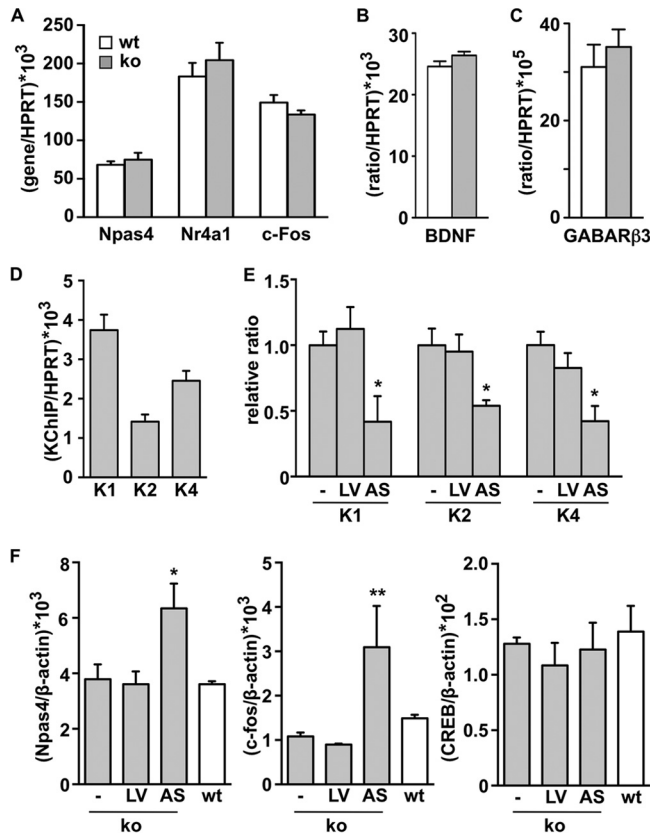 A
wt
ko
(gene/HPRT)*10³
250
200
150
100
50
0
Npas4 Nr4a1 c-Fos
B
(ratio/HPRT)*10³
30
20
10
0
BDNF
C
(ratio/HPRT)*10⁵
40
30
20
10
0
GABARβ3
D
(KChIP/HPRT)*10³
5
4
3
2
1
0
K1 K2 K4
E
relative ratio
1.5
1.0
0.5
0
* * *
- LV AS - LV AS - LV AS
K1 K2 K4
F
(Npas4/β-actin)*10³
8
6
4
2
0
*
- LV AS wt
ko
(c-fos/β-actin)*10³
5
4
3
2
1
0
**
- LV AS wt
ko
(CREB/β-actin)*10²
2.0
1.5
1.0
0.5
0
- LV AS wt
ko